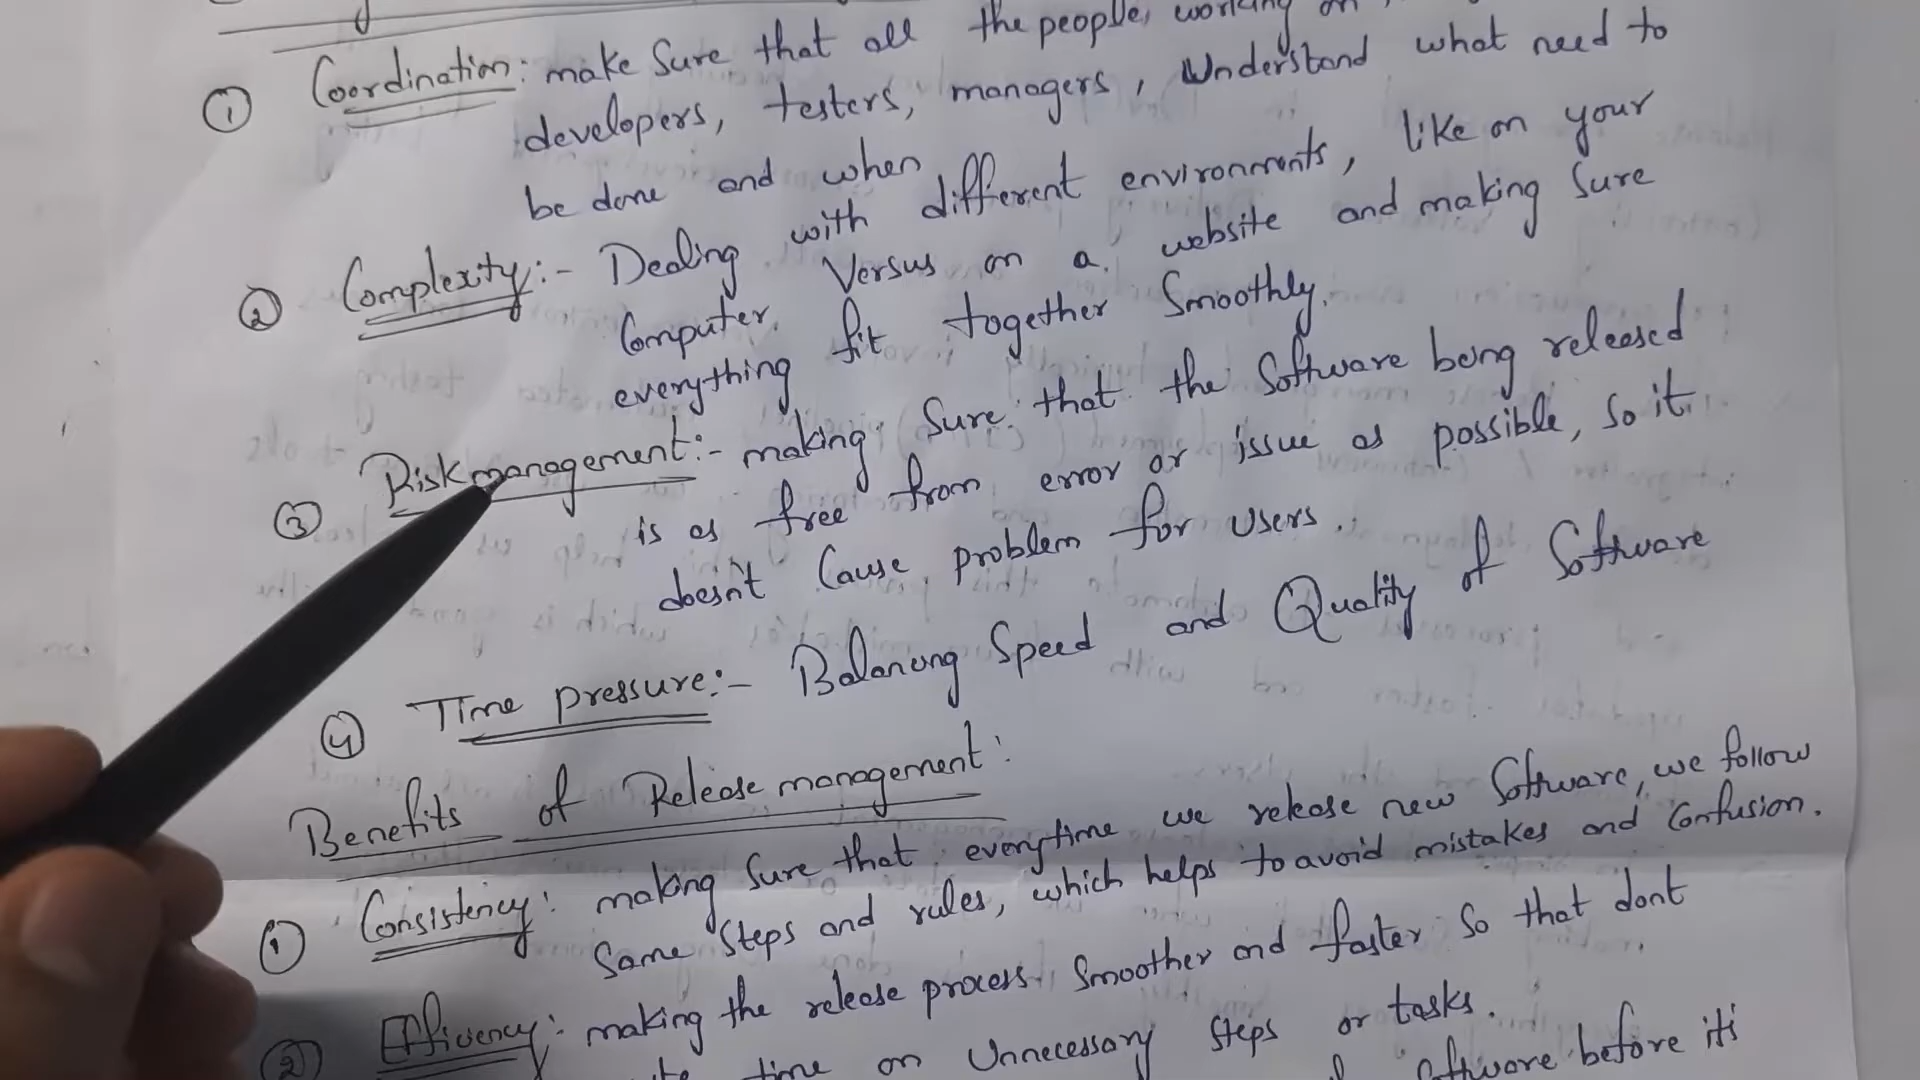 ① Coordination: make sure that all the people, working on
developers, testers, managers, understand what need to
be done and when
② Complexity:- Dealing with different environments, like on your
Computer Versus on a website and making sure
everything fit together Smoothly.
③ Risk management:- making sure that the Software being released
is as free from error or issue as possible, so it
doesn't Cause problem for users.
④ Time pressure:- Balancing Speed and Quality of Software
Benefits of Release management:
① Consistency: making sure that everytime we release new Software, we follow
same steps and rules, which helps to avoid mistakes and confusion.
② Efficiency: making the release process smoother and faster so that dont
time on Unnecessary steps or tasks.
Software before its